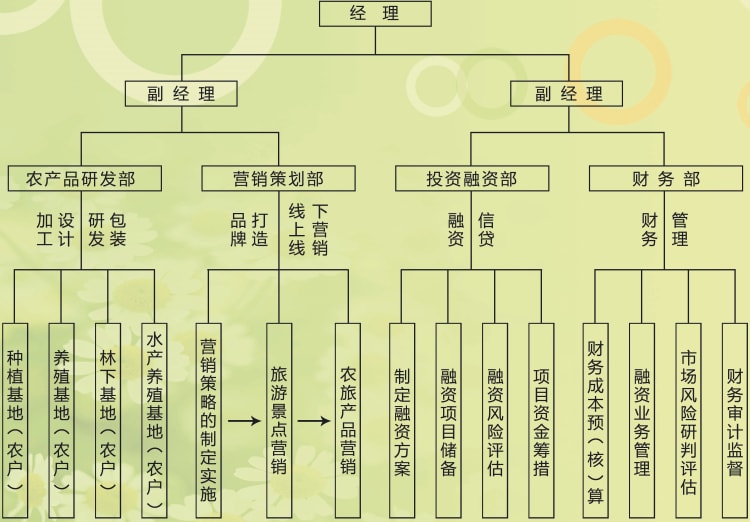 经理
副经理
副经理
农产品研发部
营销策划部
投资融资部
财务部
加工
设计
研发
包装
品牌
打造
线上线
下营销
融资
信贷
财务
管理
种植基地（农户）
养殖基地（农户）
林下基地（农户）
水产养殖基地（农户）
营销策略的制定实施
旅游景点营销
农旅产品营销
制定融资方案
融资项目储备
融资风险评估
项目资金筹措
财务成本预（核）算
融资业务管理
市场风险研判评估
财务审计监督